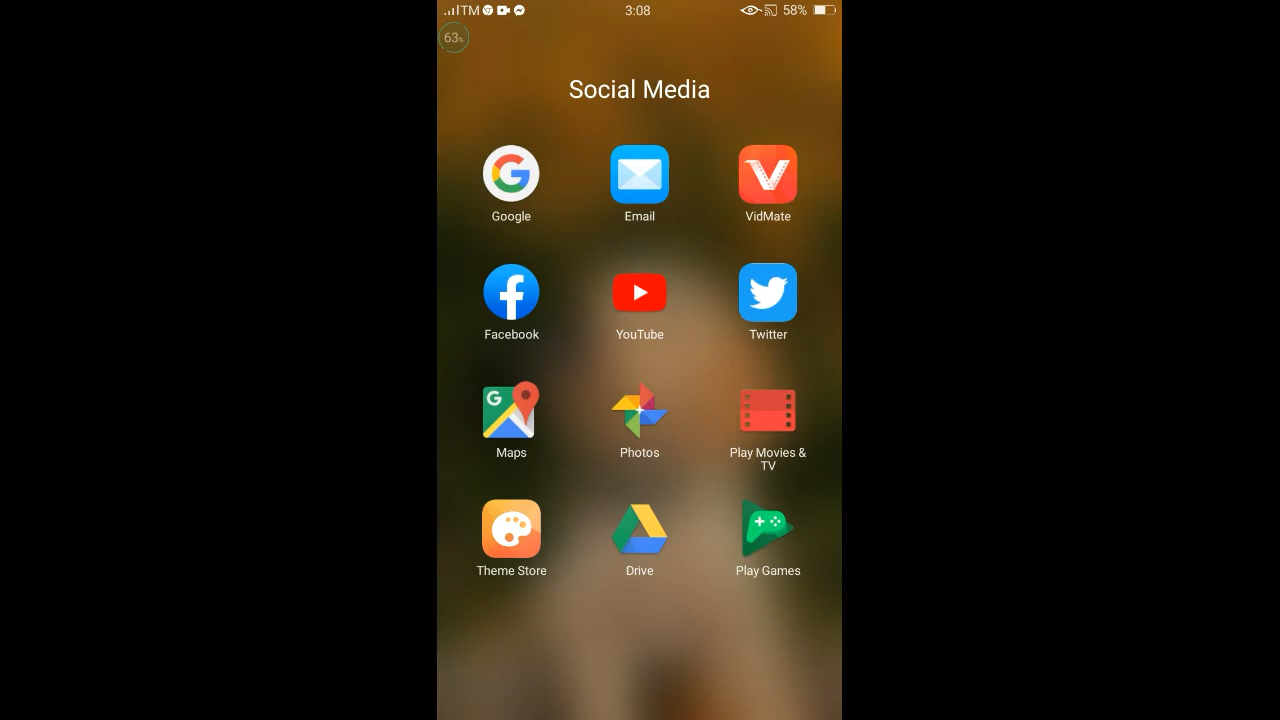 TM 3:08 58%
63%
Social Media
Google Email VidMate
Facebook YouTube Twitter
G
Maps Photos Play Movies &
TV
Theme Store Drive Play Games